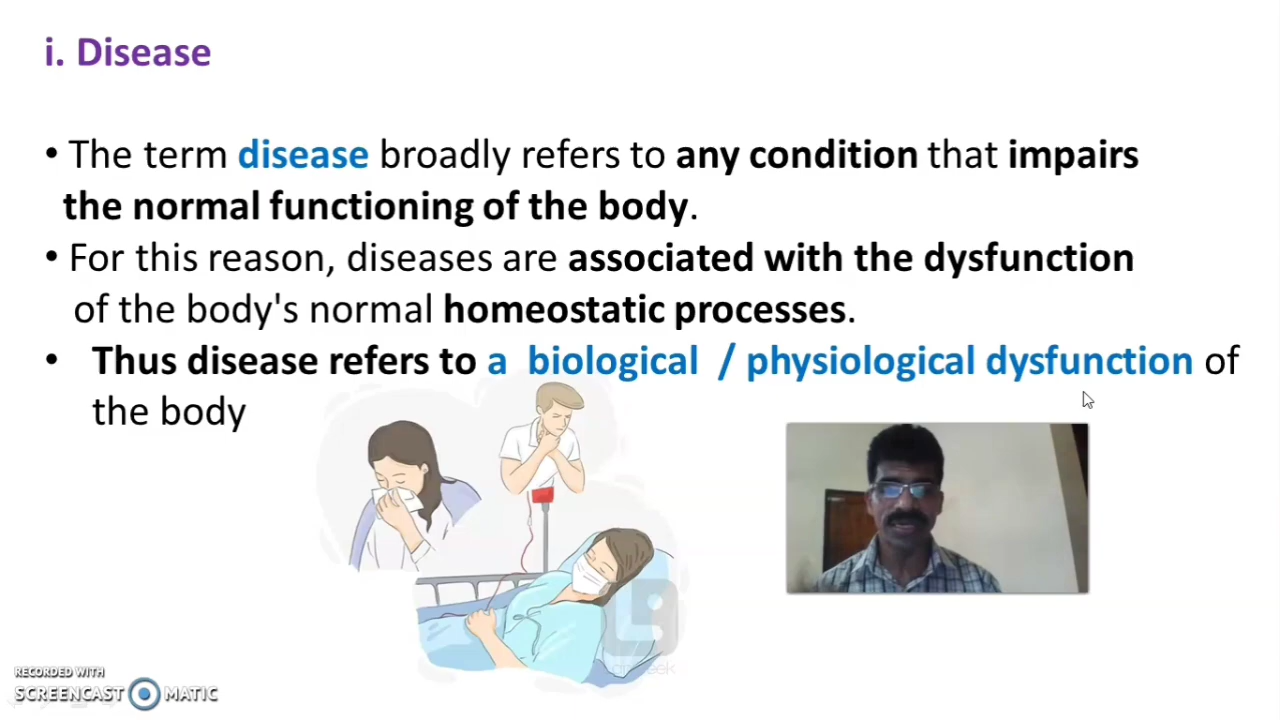 i. Disease
• The term disease broadly refers to any condition that impairs
the normal functioning of the body.
• For this reason, diseases are associated with the dysfunction
of the body's normal homeostatic processes.
• Thus disease refers to a biological / physiological dysfunction of
the body
RECORDED WITH
SCREENCAST MATIC